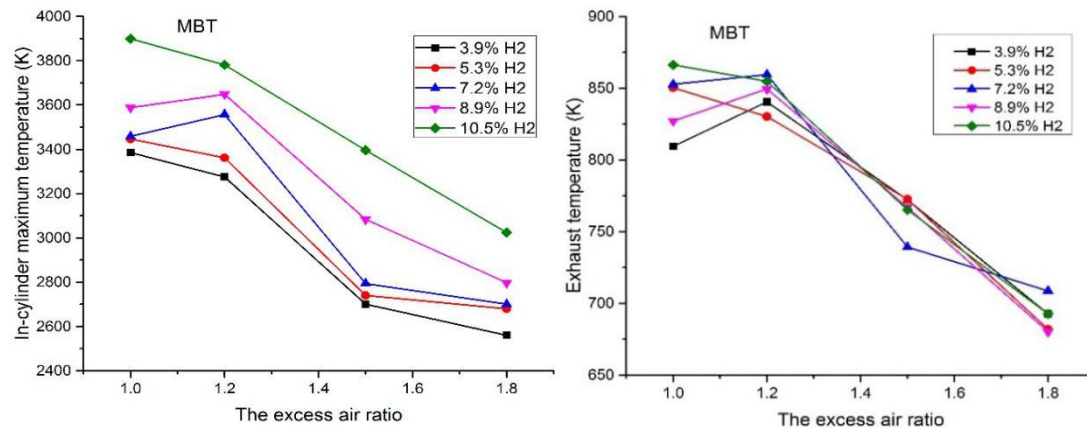 MBT
3.9% H2
5.3% H2
7.2% H2
8.9% H2
10.5% H2
In-cylinder maximum temperature (K)
4000
3800
3600
3400
3200
3000
2800
2600
2400
1.0
1.2
1.4
1.6
1.8
The excess air ratio
MBT
3.9% H2
5.3% H2
7.2% H2
8.9% H2
10.5% H2
Exhaust temperature (K)
900
850
800
750
700
650
1.0
1.2
1.4
1.6
1.8
The excess air ratio